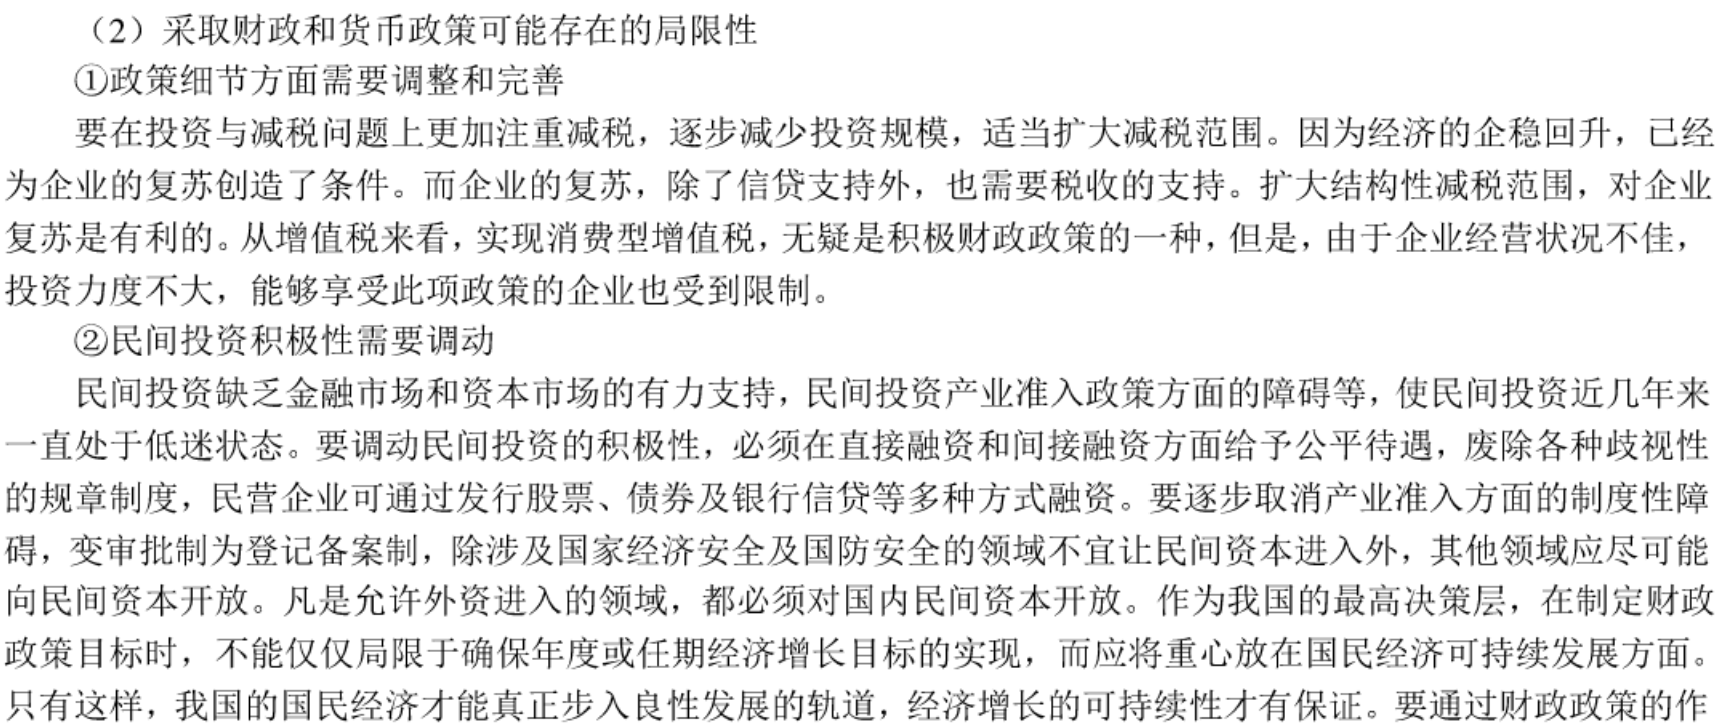 （2）采取财政和货币政策可能存在的局限性
①政策细节方面需要调整和完善
要在投资与减税问题上更加注重减税，逐步减少投资规模，适当扩大减税范围。因为经济的企稳回升，已经
为企业的复苏创造了条件。而企业的复苏，除了信贷支持外，也需要税收的支持。扩大结构性减税范围，对企业
复苏是有利的。从增值税来看，实现消费型增值税，无疑是积极财政政策的一种，但是，由于企业经营状况不佳，
投资力度不大，能够享受此项政策的企业也受到限制。
②民间投资积极性需要调动
民间投资缺乏金融市场和资本市场的有力支持，民间投资产业准入政策方面的障碍等，使民间投资近几年来
一直处于低迷状态。要调动民间投资的积极性，必须在直接融资和间接融资方面给予公平待遇，废除各种歧视性
的规章制度，民营企业可通过发行股票、债券及银行信贷等多种方式融资。要逐步取消产业准入方面的制度性障
碍，变审批制为登记备案制，除涉及国家经济安全及国防安全的领域不宜让民间资本进入外，其他领域应尽可能
向民间资本开放。凡是允许外资进入的领域，都必须对国内民间资本开放。作为我国的最高决策层，在制定财政
政策目标时，不能仅仅局限于确保年度或任期经济增长目标的实现，而应将重心放在国民经济可持续发展方面。
只有这样，我国的国民经济才能真正步入良性发展的轨道，经济增长的可持续性才有保证。要通过财政政策的作